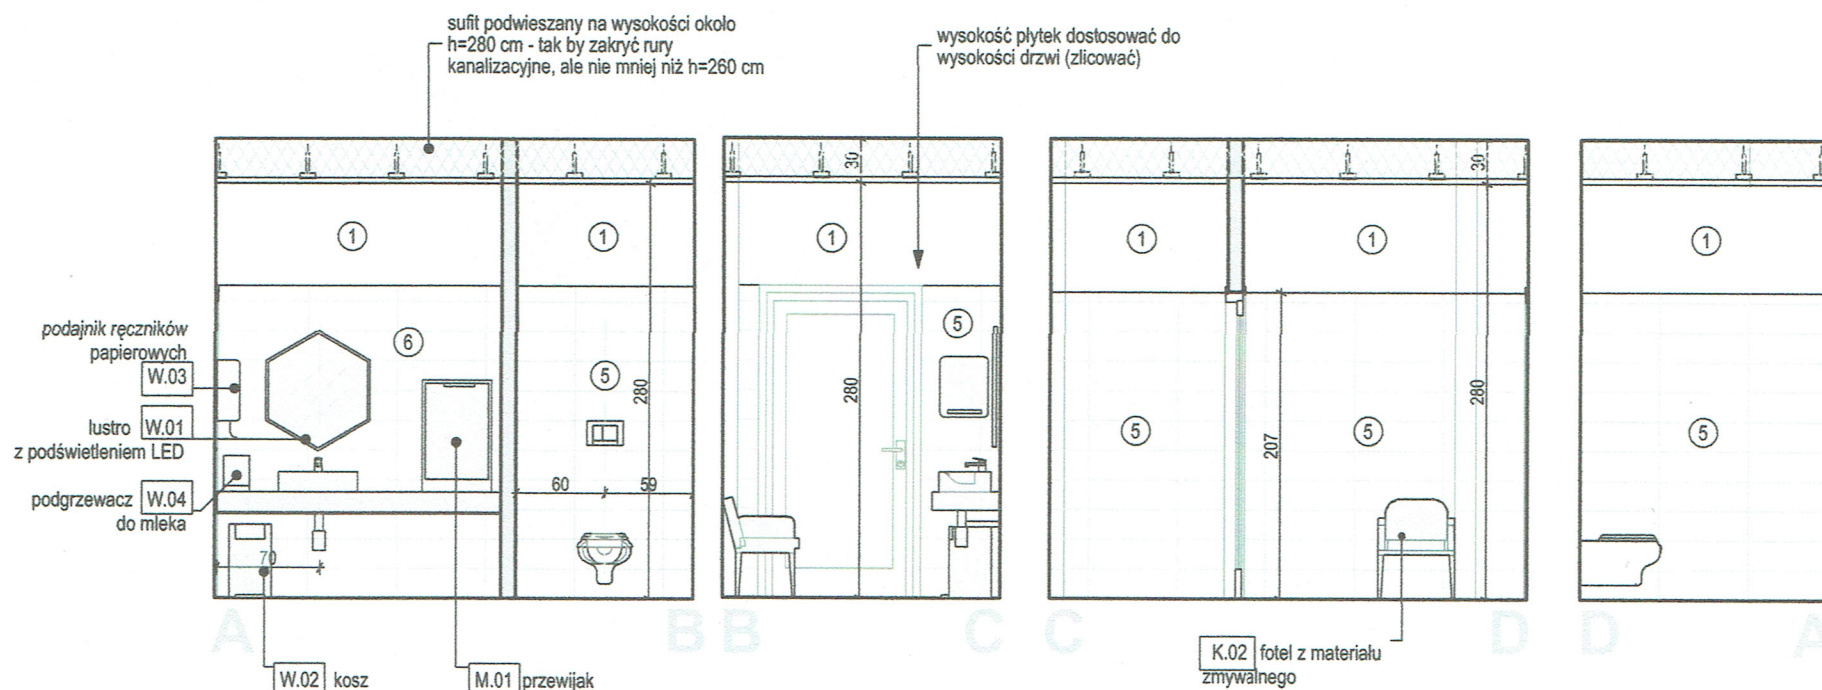 sufit podwieszany na wysokości około
h=280 cm - tak by zakryć rury
kanalizacyjne, ale nie mniej niż h=260 cm
wysokość płytek dostosować do
wysokości drzwi (zlicować)
30
30
1
1
1
1
1
1
podajnik ręczników
papierowych
W.03
6
5
280
5
280
5
207
5
280
5
lustro
W.01
z podświetleniem LED
podgrzewacz
W.04
do mleka
60
59
70
A
B
B
C
C
D
D
A
W.02 kosz
M.01 przewijak
K.02 fotel z materiału
zmywalnego